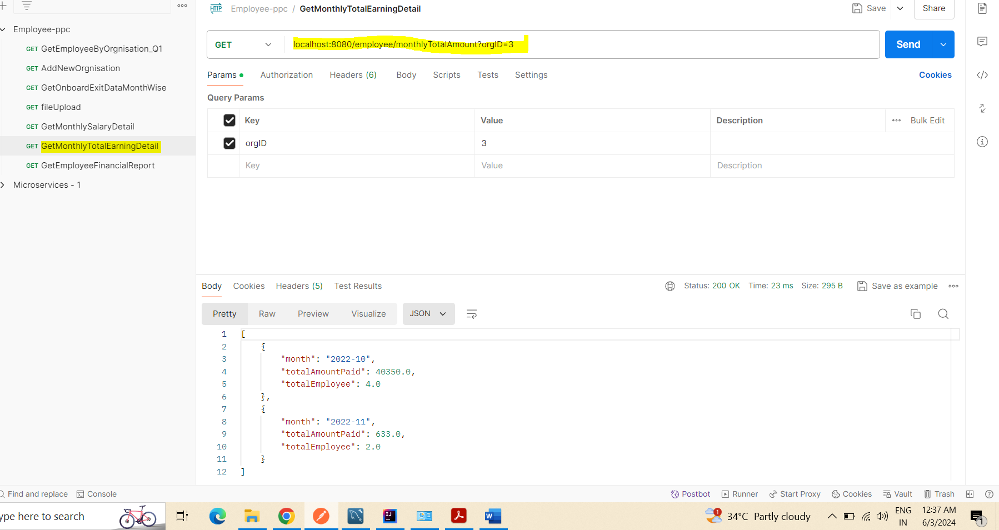 HTTP Employee-ppc / GetMonthlyTotalEarningDetail Save Share
Employee-ppc
GET GetEmployeeByOrgnisation_Q1
GET AddNewOrgnisation
GET GetOnboardExitDataMonthWise
GET fileUpload
GET GetMonthlySalaryDetail
GET GetMonthlyTotalEarningDetail
GET GetEmployeeFinancialReport
Microservices - 1
GET localhost:8080/employee/monthlyTotalAmount?orgID=3 Send
Params Authorization Headers (6) Body Scripts Tests Settings Cookies
Query Params
Key Value Description Bulk Edit
orgID 3
Key Value Description
Body Cookies Headers (5) Test Results Status: 200 OK Time: 23 ms Size: 295 B Save as example
Pretty Raw Preview Visualize JSON
1 [
2 {
3 "month": "2022-10",
4 "totalAmountPaid": 40350.0,
5 "totalEmployee": 4.0
6 },
7 {
8 "month": "2022-11",
9 "totalAmountPaid": 633.0,
10 "totalEmployee": 2.0
11 }
12 ]
Find and replace Console Postbot Runner Start Proxy Cookies Vault Trash
ype here to search 1 34°C Partly cloudy ENG 12:37 AM
IN 6/3/2024 1